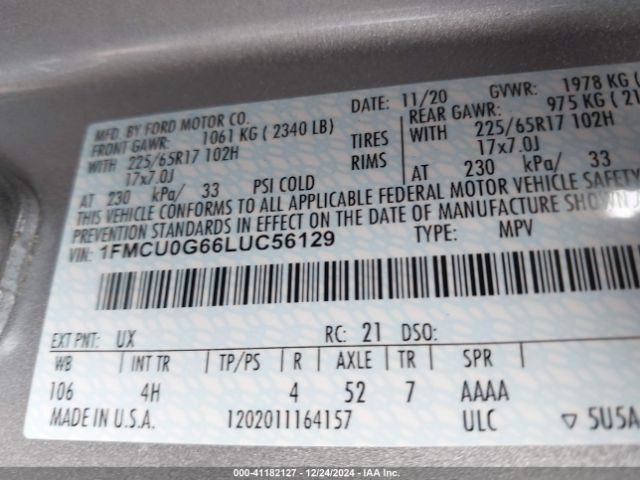 MFD. BY FORD MOTOR CO.
DATE: 11/20
GVWR: 1978 KG (
FRONT GAWR: 1061 KG ( 2340 LB)
REAR GAWR: 975 KG ( 21
WITH 225/65R17 102H
TIRES
WITH 225/65R17 102H
17x7.0J
RIMS
17x7.0J
AT 230 kPa/ 33 PSI COLD
AT 230 kPa/ 33
THIS VEHICLE CONFORMS TO ALL APPLICABLE FEDERAL MOTOR VEHICLE SAFETY
PREVENTION STANDARDS IN EFFECT ON THE DATE OF MANUFACTURE SHOWN
VIN: 1FMCU0G66LUC56129
TYPE: MPV
EXT PNT: UX RC: 21 DSO:
WB INT TR TP/PS R AXLE TR SPR
106 4H 4 52 7 AAAA
MADE IN U.S.A. 1202011164157 ULC ▽ 5U5A
000-41182127 - 12/24/2024 - IAA Inc.